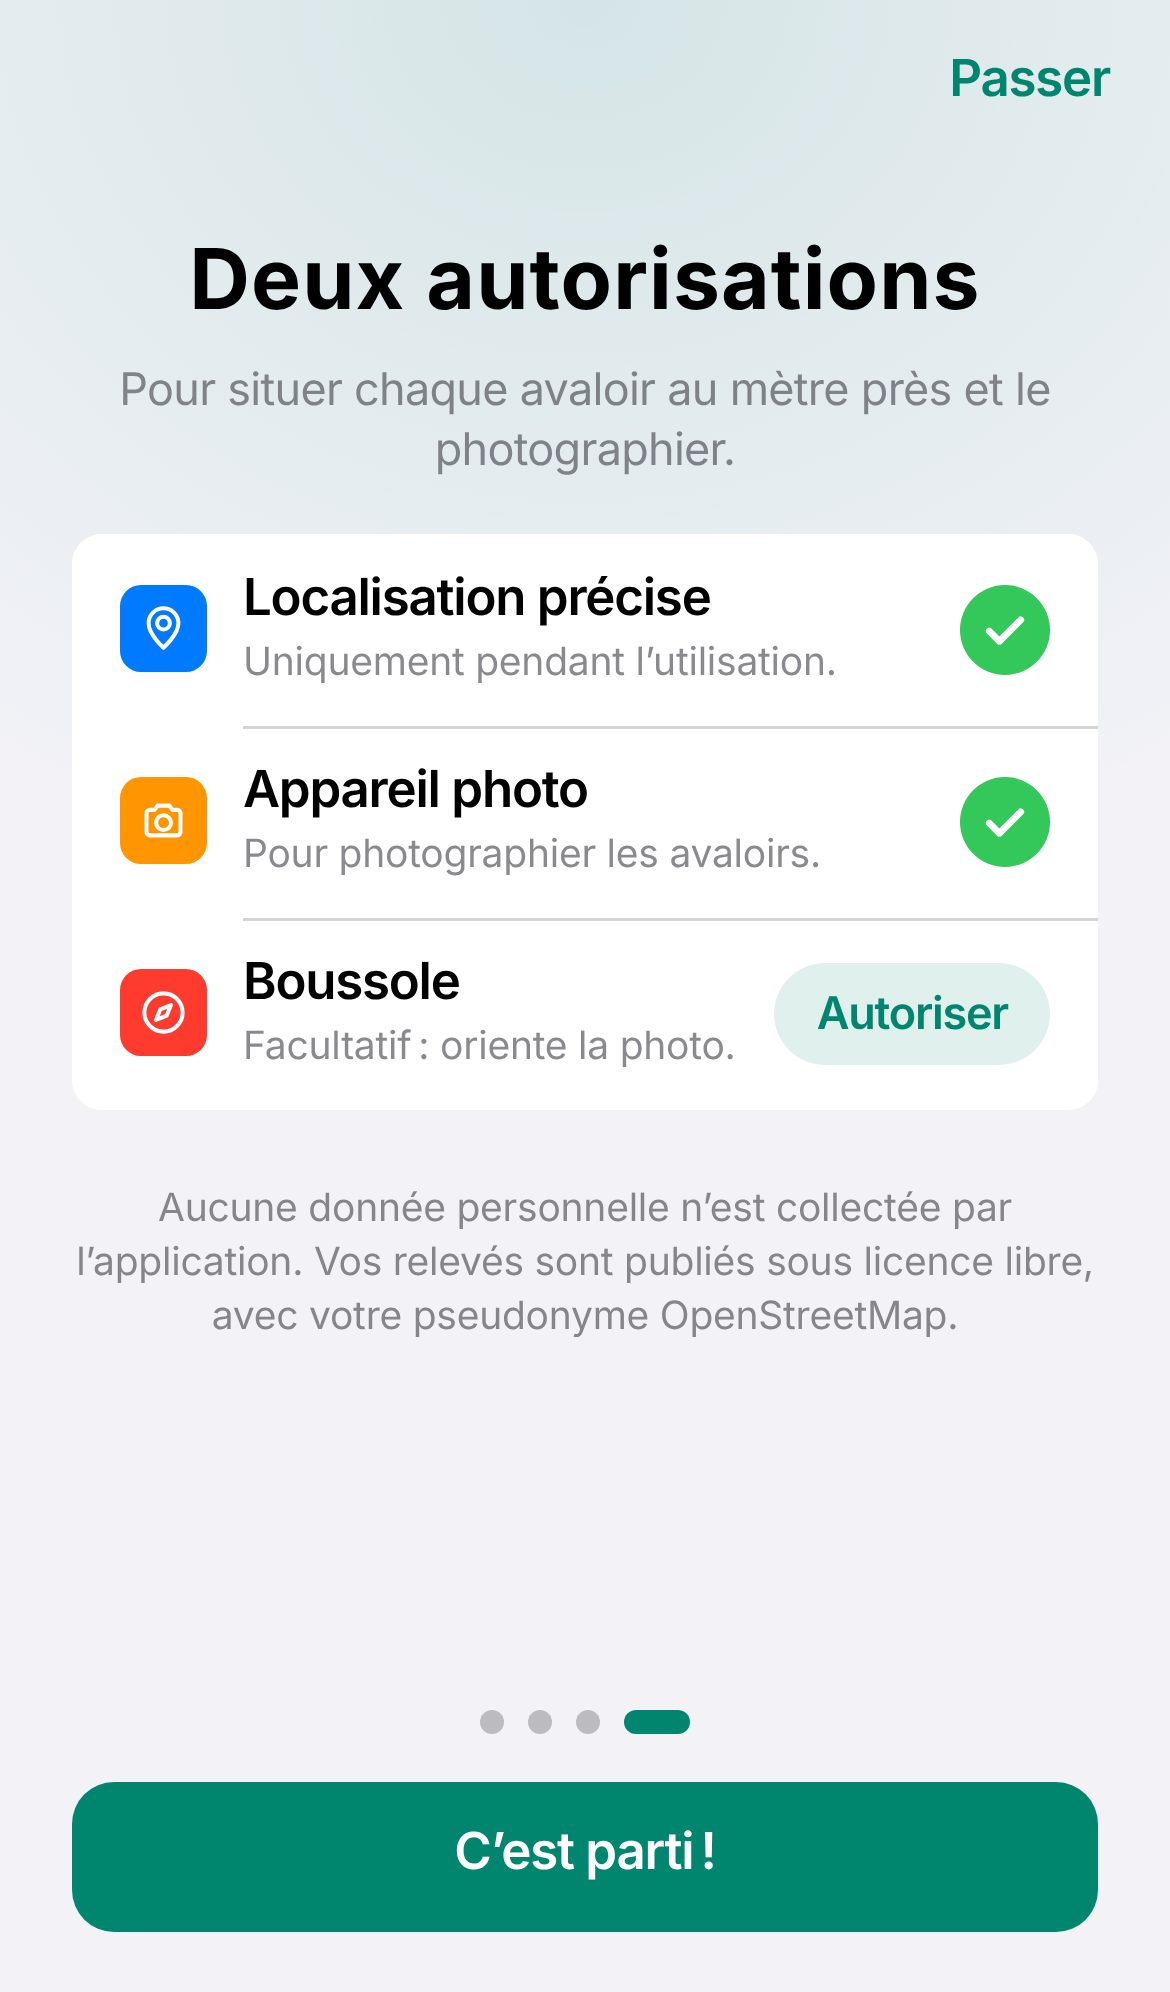 Passer
Deux autorisations
Pour situer chaque avaloir au mètre près et le
photographier.
Localisation précise
Uniquement pendant l’utilisation.
Appareil photo
Pour photographier les avaloirs.
Boussole
Facultatif : oriente la photo.
Autoriser
Aucune donnée personnelle n’est collectée par
l’application. Vos relevés sont publiés sous licence libre,
avec votre pseudonyme OpenStreetMap.
C’est parti !